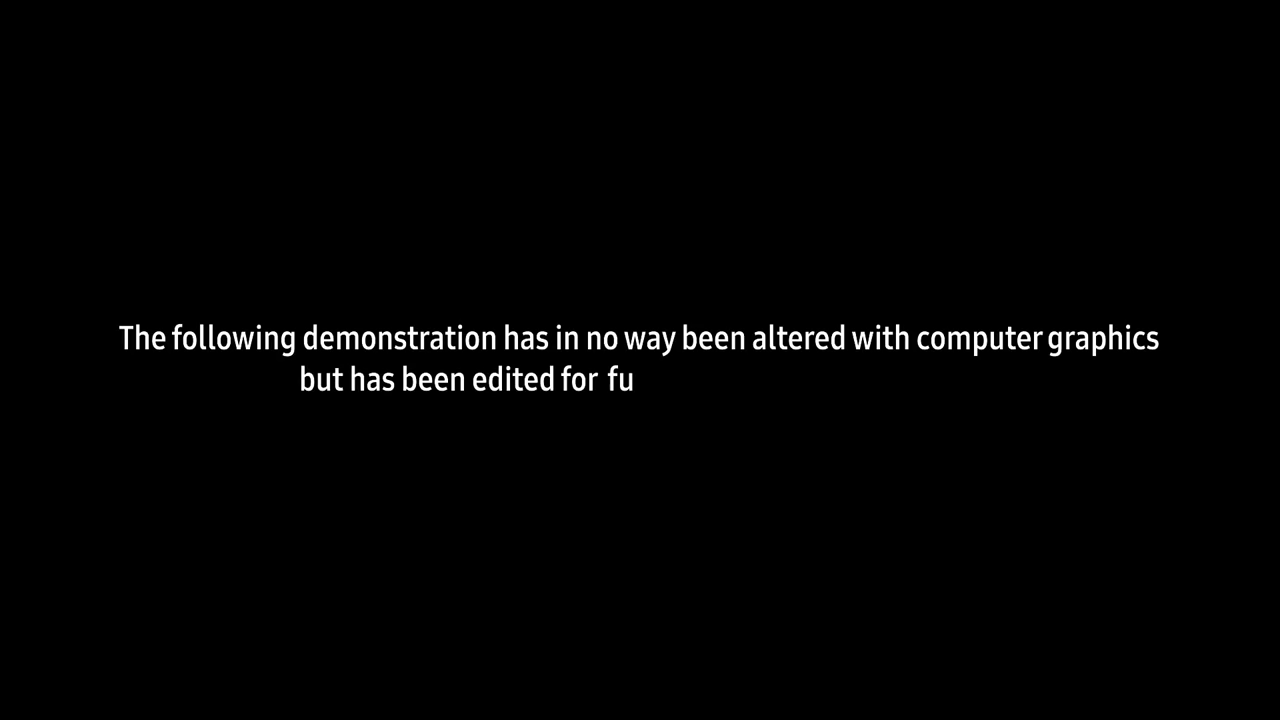 The following demonstration has in no way been altered with computer graphics
but has been edited for fu